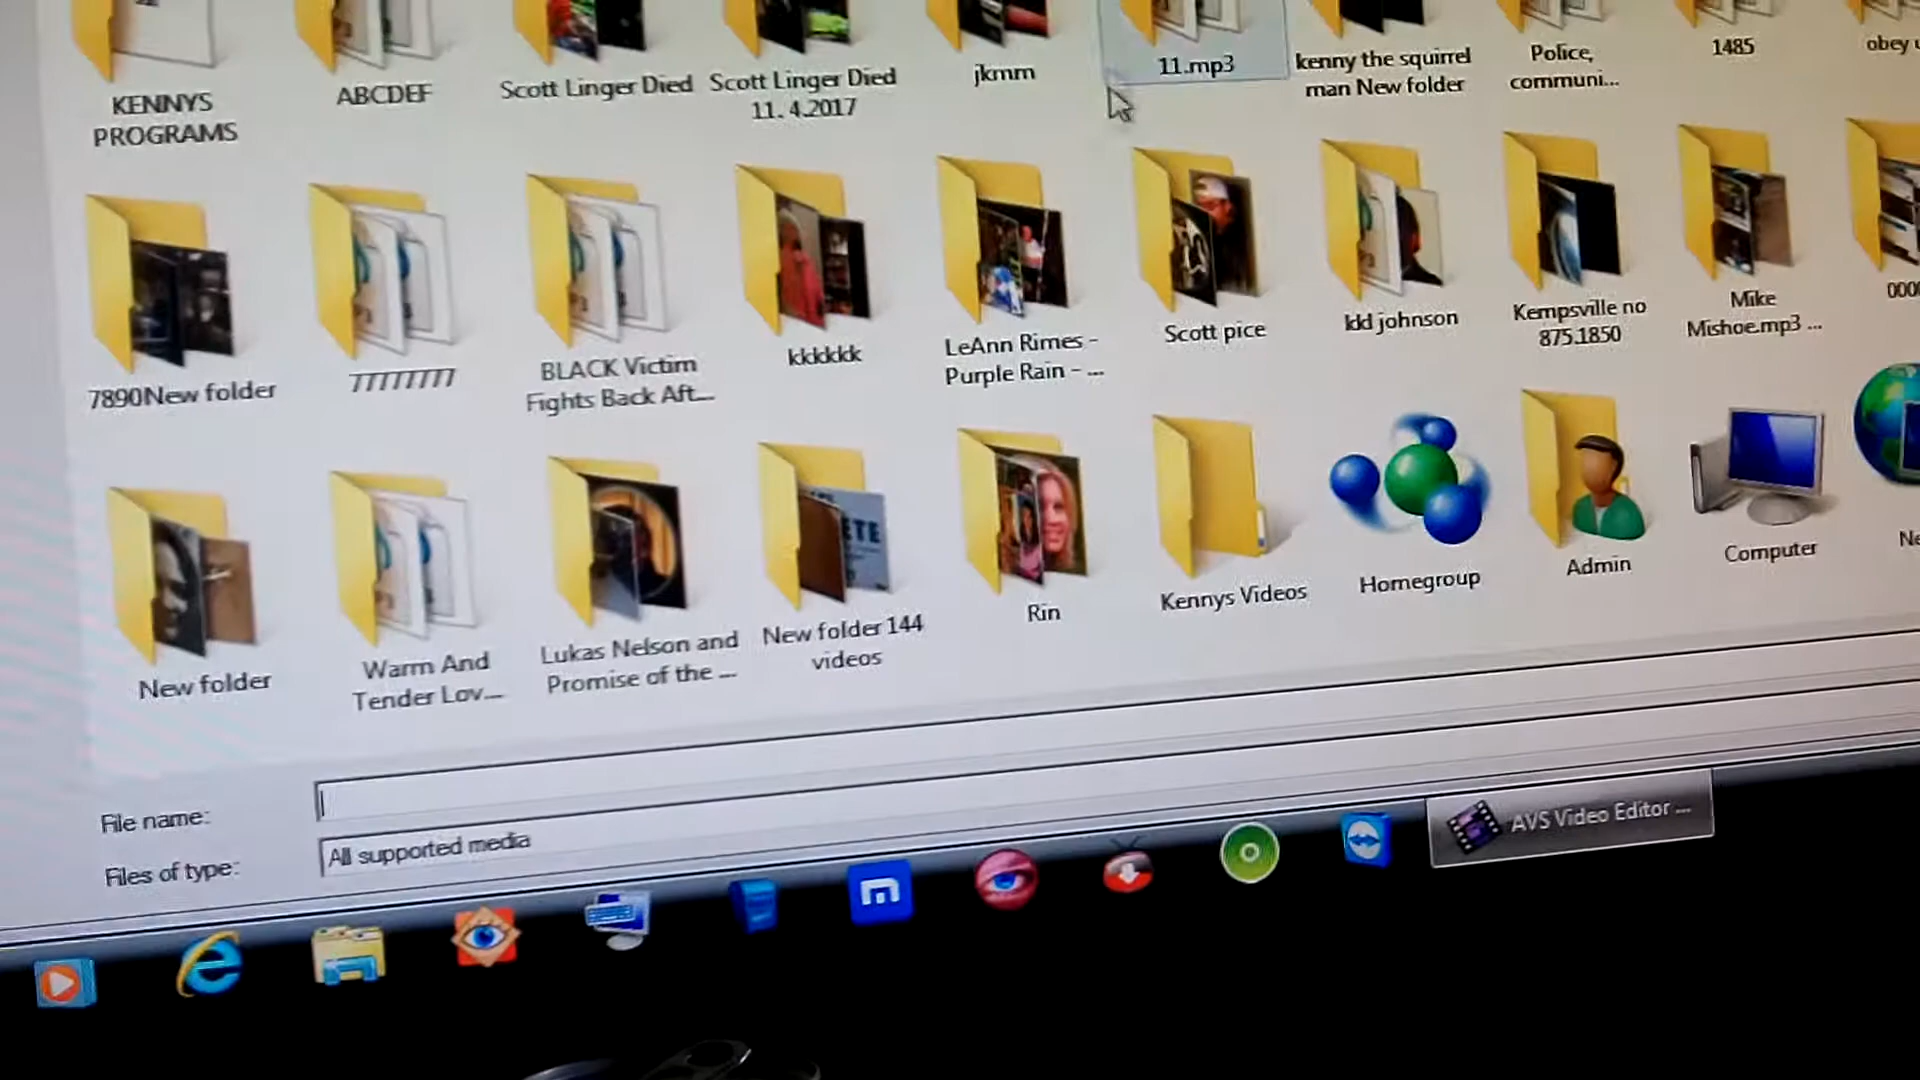 KENNYS
PROGRAMS
ABCDEF
Scott Linger Died
Scott Linger Died
11. 4.2017
jkmm
11.mp3
kenny the squirrel
man New folder
Police,
communi...
1485
obey
7890New folder
77777777
BLACK Victim
Fights Back Aft...
kkkkkk
LeAnn Rimes -
Purple Rain - ...
Scott pice
kkl johnson
Kempsville no
875.1850
Mike
Mishoe.mp3 ...
New folder
Warm And
Tender Lov...
Lukas Nelson and
Promise of the ...
New folder 144
videos
Rin
Kennys Videos
Homegroup
Admin
Computer
File name:
Files of type:
All supported media
AVS Video Editor ...